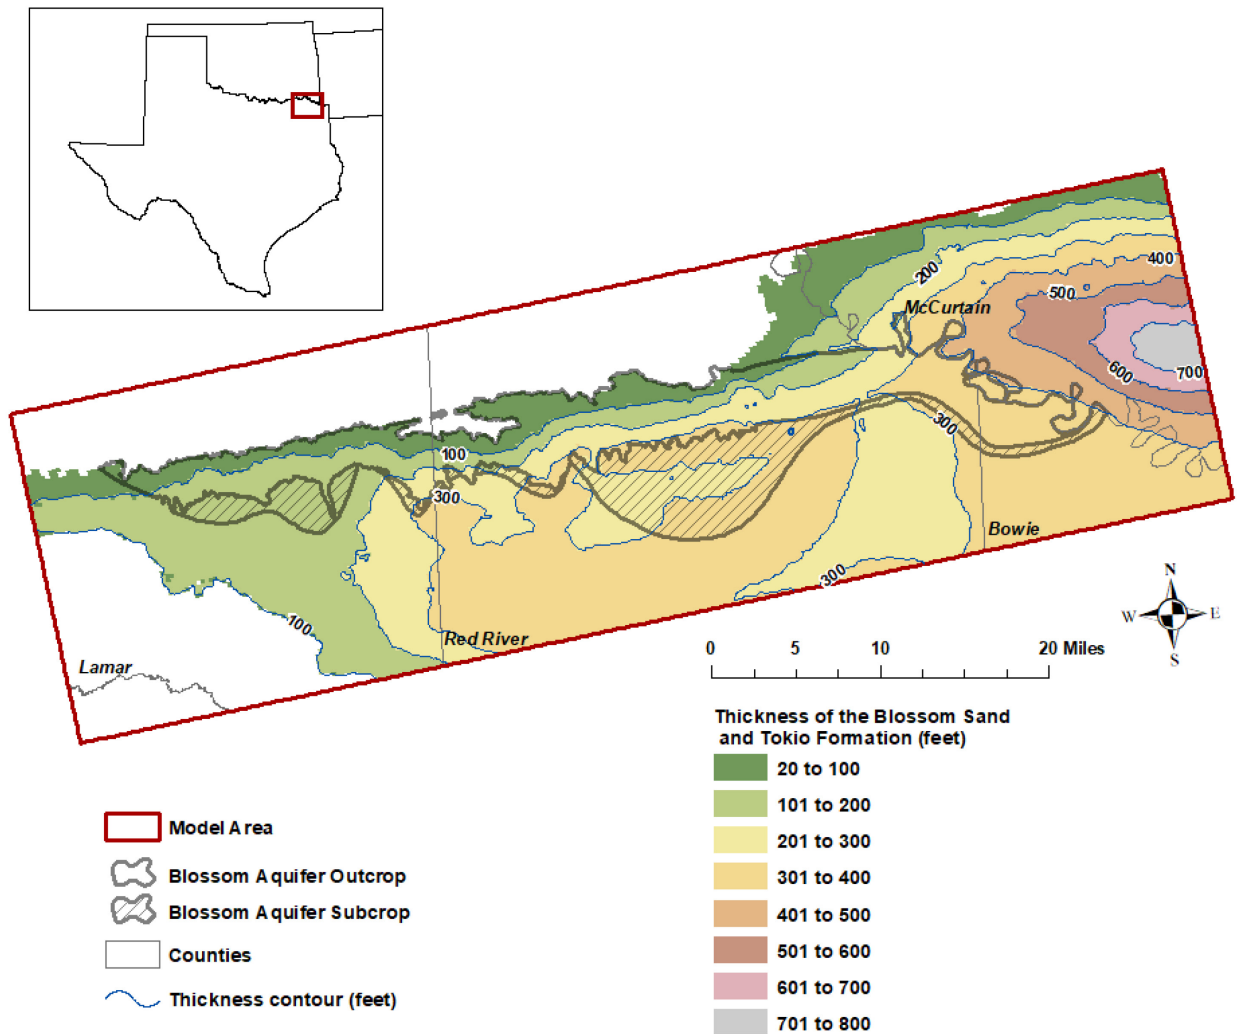 400
200
500
McCurtain
600
700
300
100
300
Bowie
300
100
Red River
Lamar
N
W
E
S
0 5 10 20 Miles
Thickness of the Blossom Sand
and Tokio Formation (feet)
20 to 100
101 to 200
201 to 300
301 to 400
401 to 500
501 to 600
601 to 700
701 to 800
Model Area
Blossom Aquifer Outcrop
Blossom Aquifer Subcrop
Counties
Thickness contour (feet)